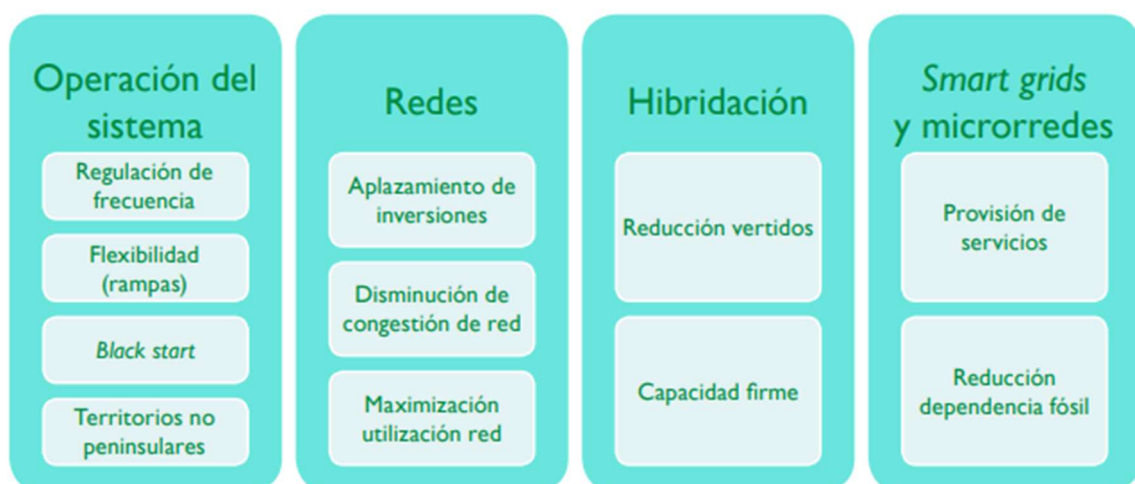 Operación del
sistema
Regulación de
frecuencia
Flexibilidad
(rampas)
Black start
Territorios no
peninsulares
Redes
Aplazamiento de
inversiones
Disminución de
congestión de red
Maximización
utilización red
Hibridación
Reducción vertidos
Capacidad firme
Smart grids
y microrredes
Provisión de
servicios
Reducción
dependencia fósil